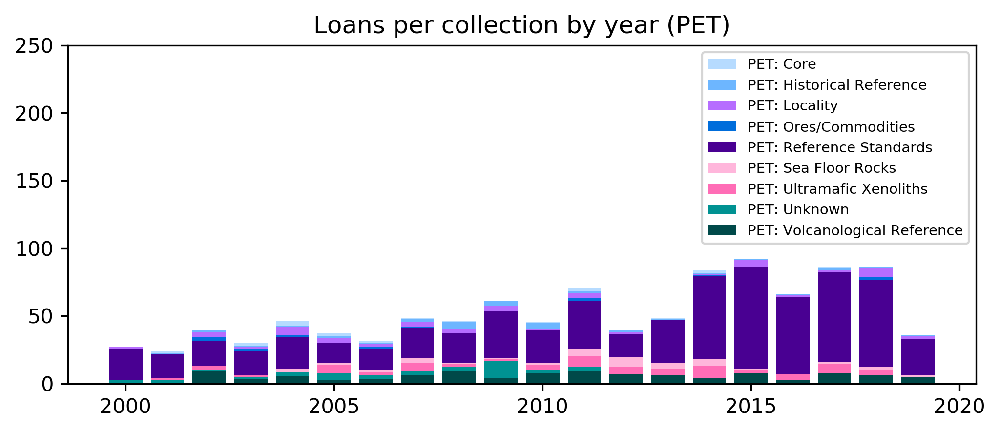 Loans per collection by year (PET)
250
200
150
100
50
0
PET: Core
PET: Historical Reference
PET: Locality
PET: Ores/Commodities
PET: Reference Standards
PET: Sea Floor Rocks
PET: Ultramafic Xenoliths
PET: Unknown
PET: Volcanological Reference
2000 2005 2010 2015 2020